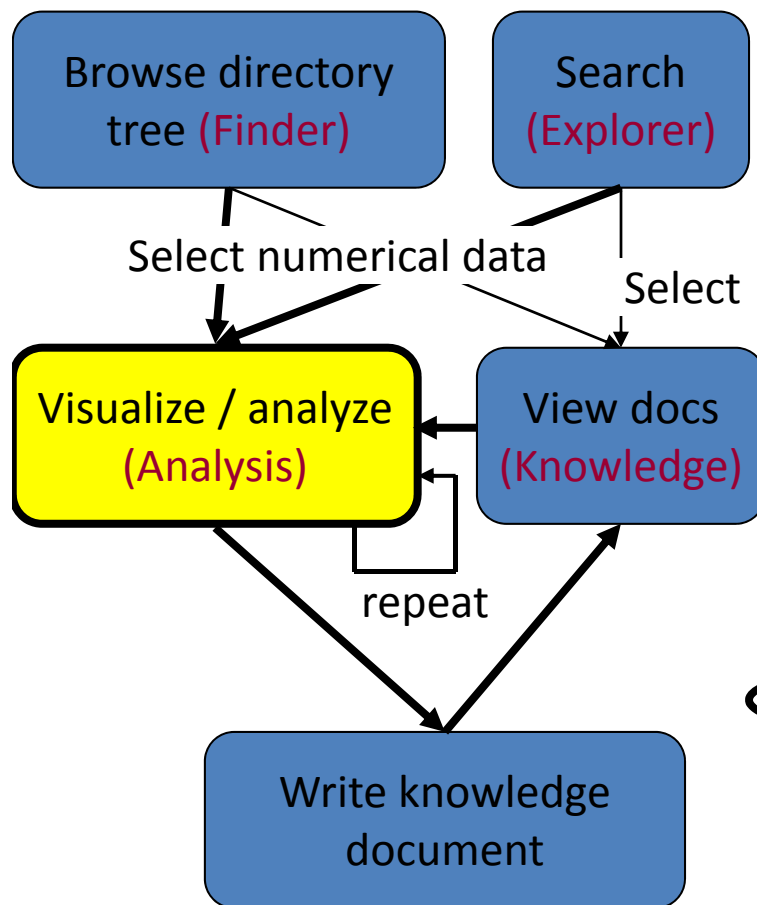 Browse directory
tree (Finder)
Search
(Explorer)
Select numerical data
Select
Visualize / analyze
(Analysis)
View docs
(Knowledge)
repeat
Write knowledge
document